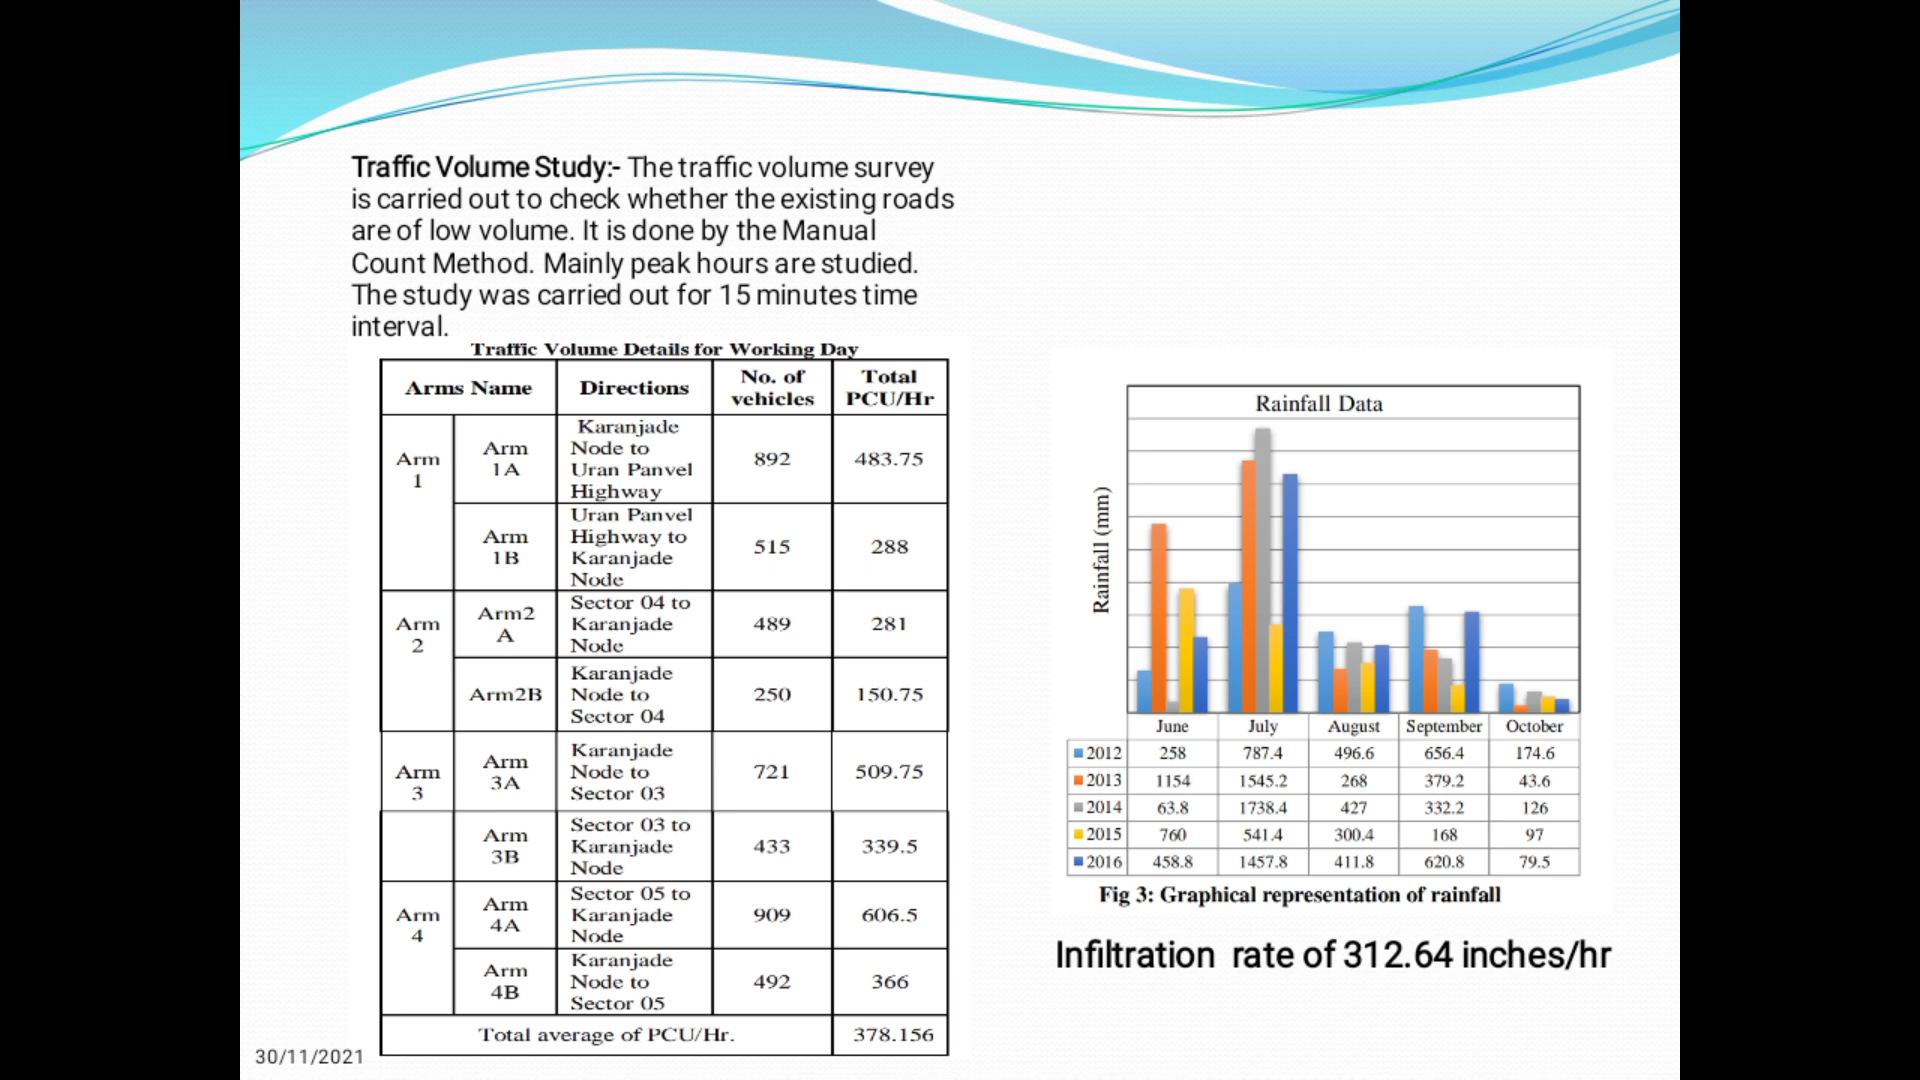 Traffic Volume Study:- The traffic volume survey
is carried out to check whether the existing roads
are of low volume. It is done by the Manual
Count Method. Mainly peak hours are studied.
The study was carried out for 15 minutes time
interval.
Traffic Volume Details for Working Day
Arms Name Directions No. of vehicles Total PCU/Hr
Arm 1 Arm 1A Karanjade Node to Uran Panvel Highway 892 483.75
Arm 1B Uran Panvel Highway to Karanjade Node 515 288
Arm 2 Arm2 A Sector 04 to Karanjade Node 489 281
Arm2B Karanjade Node to Sector 04 250 150.75
Arm 3 Arm 3A Karanjade Node to Sector 03 721 509.75
Arm 3B Sector 03 to Karanjade Node 433 339.5
Arm 4 Arm 4A Sector 05 to Karanjade Node 909 606.5
Arm 4B Karanjade Node to Sector 05 492 366
Total average of PCU/Hr. 378.156
30/11/2021
Rainfall Data
Rainfall (mm)
June July August September October
2012 258 787.4 496.6 656.4 174.6
2013 1154 1545.2 268 379.2 43.6
2014 63.8 1738.4 427 332.2 126
2015 760 541.4 300.4 168 97
2016 458.8 1457.8 411.8 620.8 79.5
Fig 3: Graphical representation of rainfall
Infiltration rate of 312.64 inches/hr